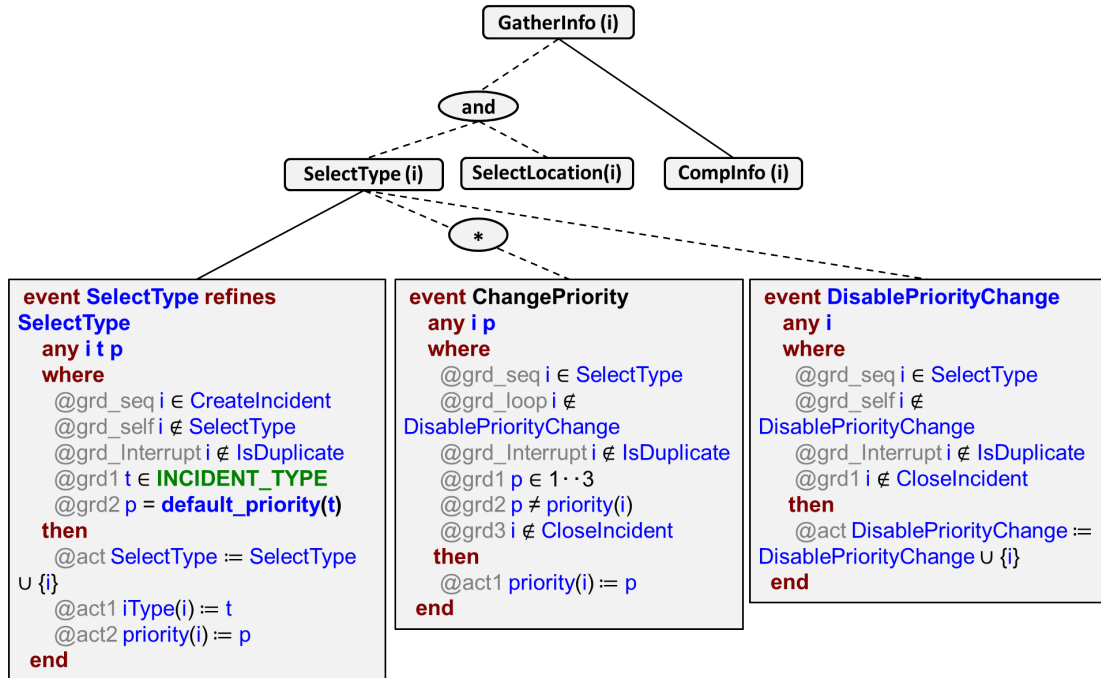 GatherInfo (i)
and
SelectType (i)
SelectLocation(i)
CompInfo (i)
*
event SelectType refines
SelectType
any i t p
where
@grd_seq i ∈ CreateIncident
@grd_self i ∉ SelectType
@grd_Interrupt i ∉ IsDuplicate
@grd1 t ∈ INCIDENT_TYPE
@grd2 p = default_priority(t)
then
@act SelectType ≔ SelectType
∪ {i}
@act1 iType(i) ≔ t
@act2 priority(i) ≔ p
end
event ChangePriority
any i p
where
@grd_seq i ∈ SelectType
@grd_loop i ∉
DisablePriorityChange
@grd_Interrupt i ∉ IsDuplicate
@grd1 p ∈ 1‥3
@grd2 p ≠ priority(i)
@grd3 i ∉ CloseIncident
then
@act1 priority(i) ≔ p
end
event DisablePriorityChange
any i
where
@grd_seq i ∈ SelectType
@grd_self i ∉
DisablePriorityChange
@grd_Interrupt i ∉ IsDuplicate
@grd1 i ∉ CloseIncident
then
@act DisablePriorityChange ≔
DisablePriorityChange ∪ {i}
end